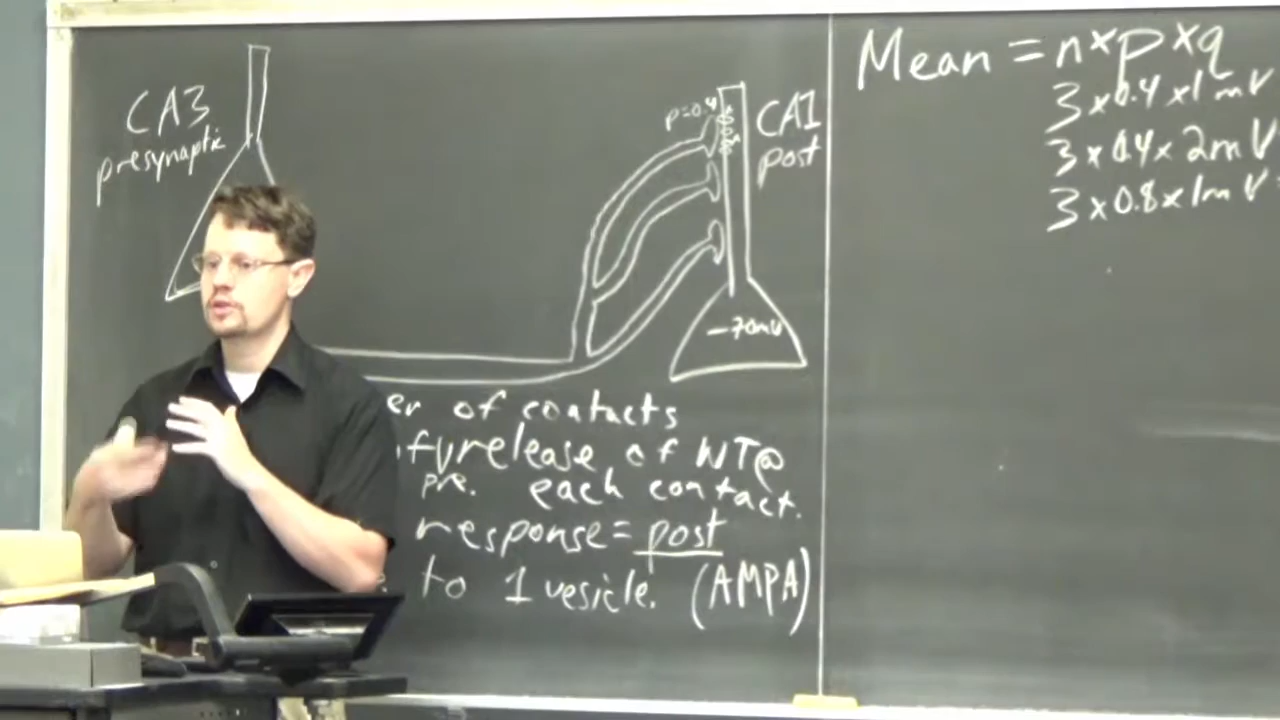 CA3
presynaptic
p=0.4
CA1
post
-70mV
er of contacts
release of NT@
pre. each contact.
response = post
to 1 vesicle. (AMPA)
Mean = n×p×q
3×0.4×1mV
3×0.4×2mV
3×0.8×1mV